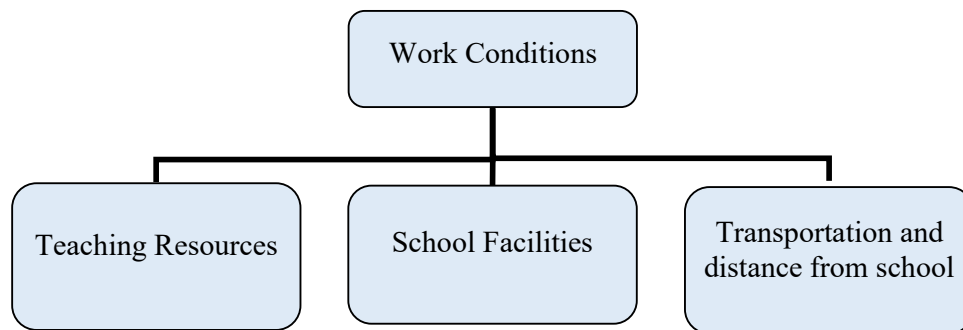 Work Conditions
Teaching Resources
School Facilities
Transportation and
distance from school